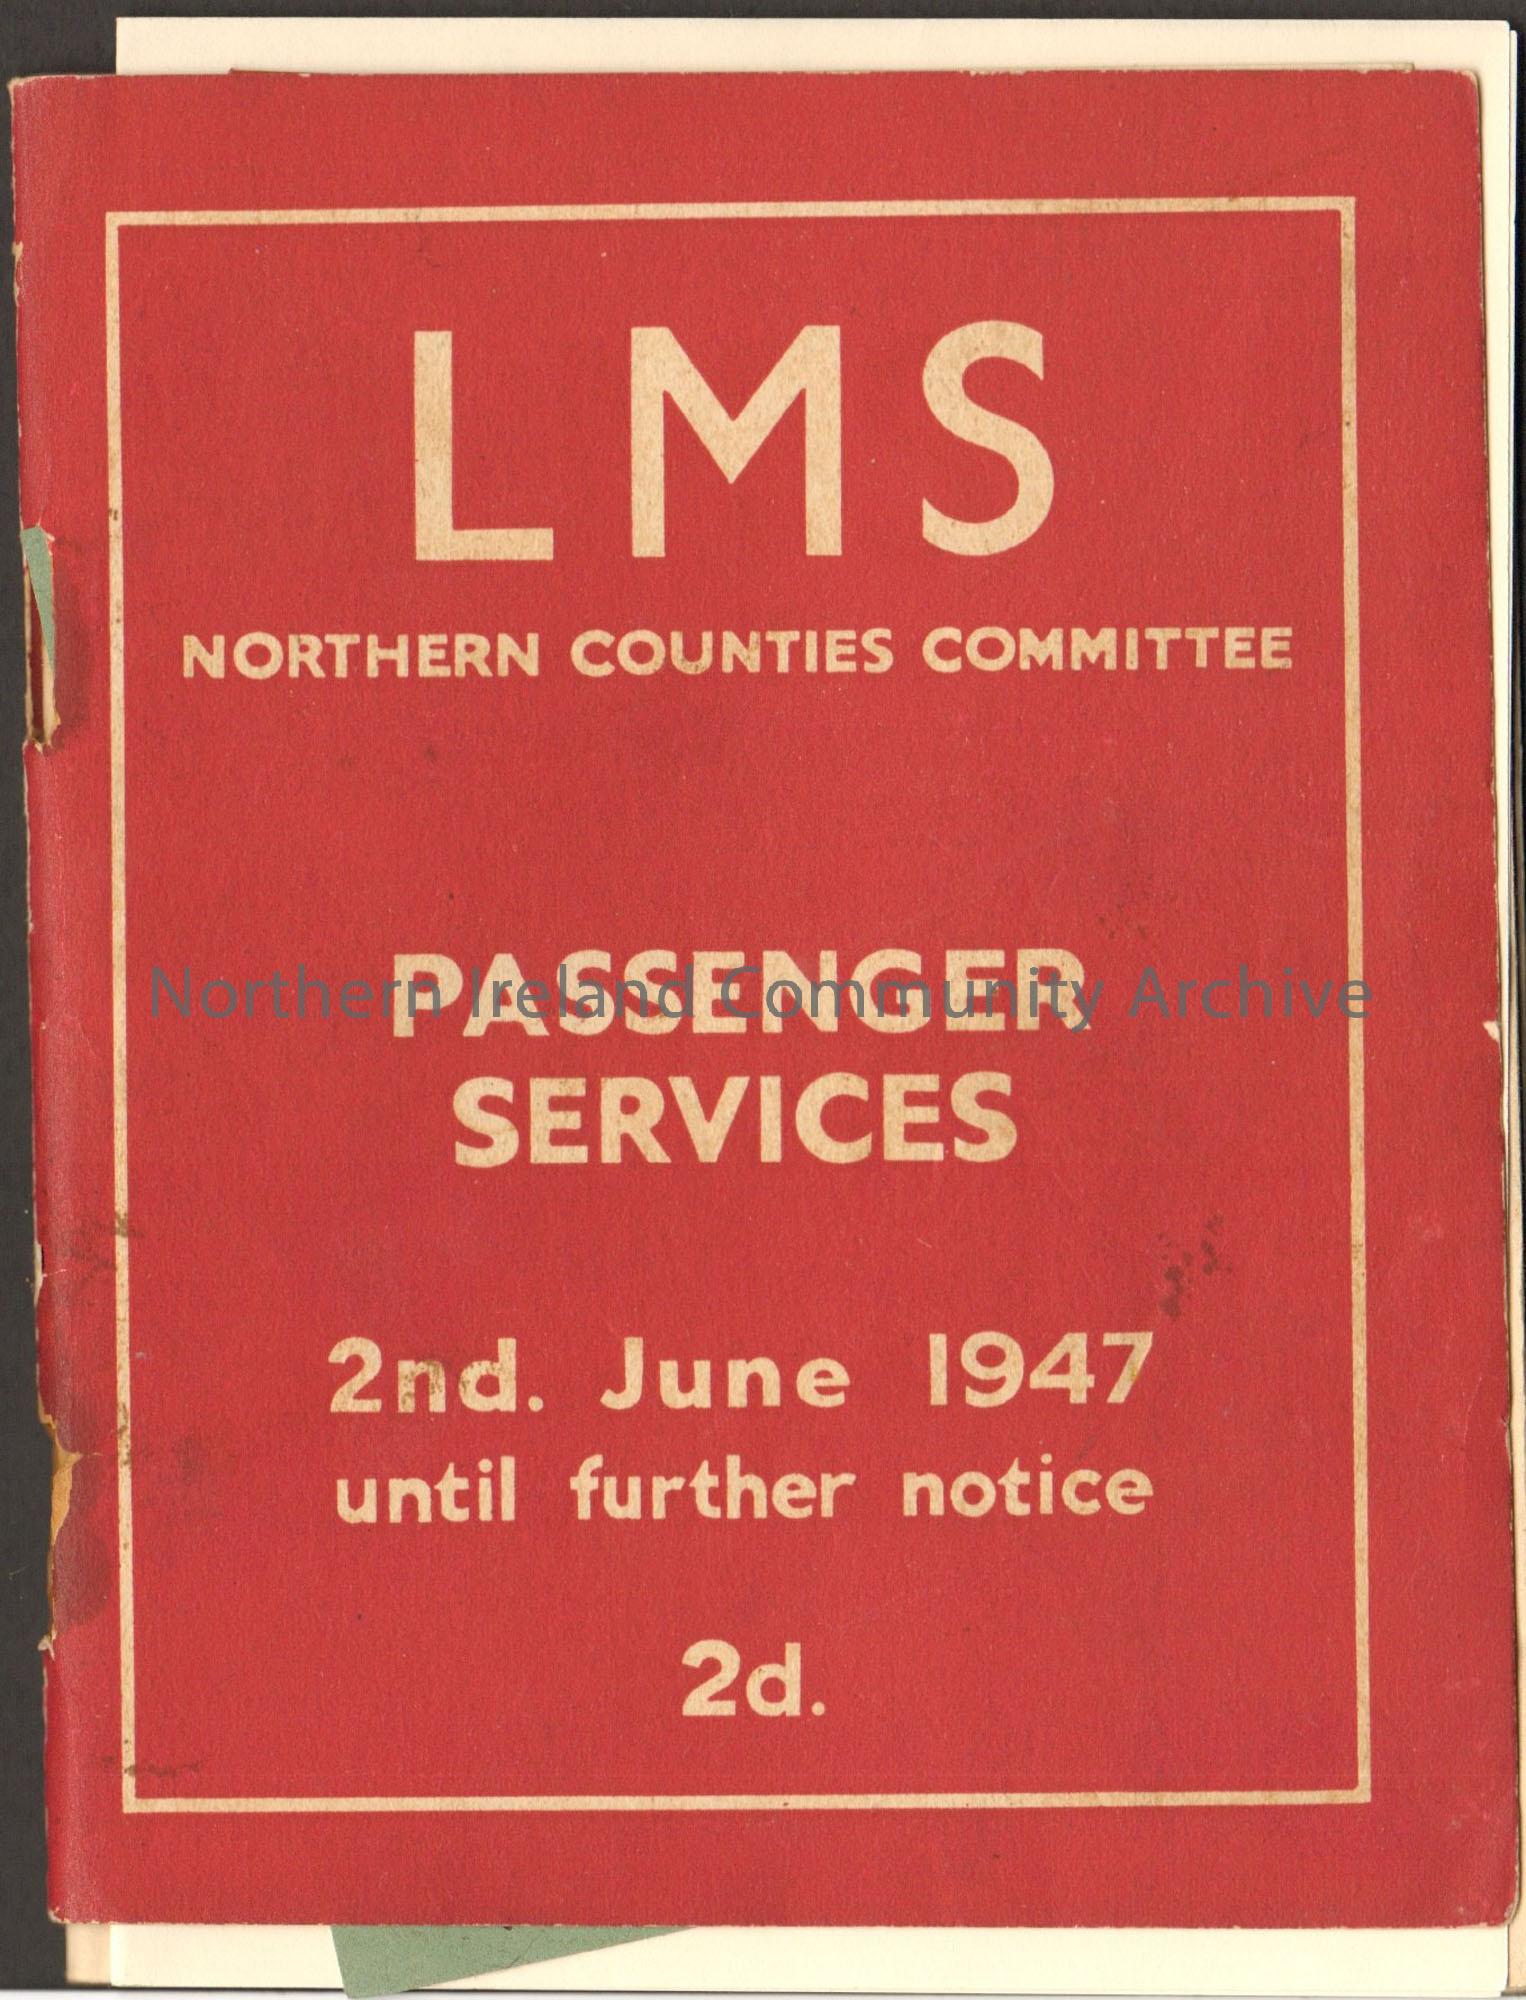 LMS
NORTHERN COUNTIES COMMITTEE
PASSENGER
Northern Ireland Community Archive
SERVICES
2nd. June 1947
until further notice
2d.